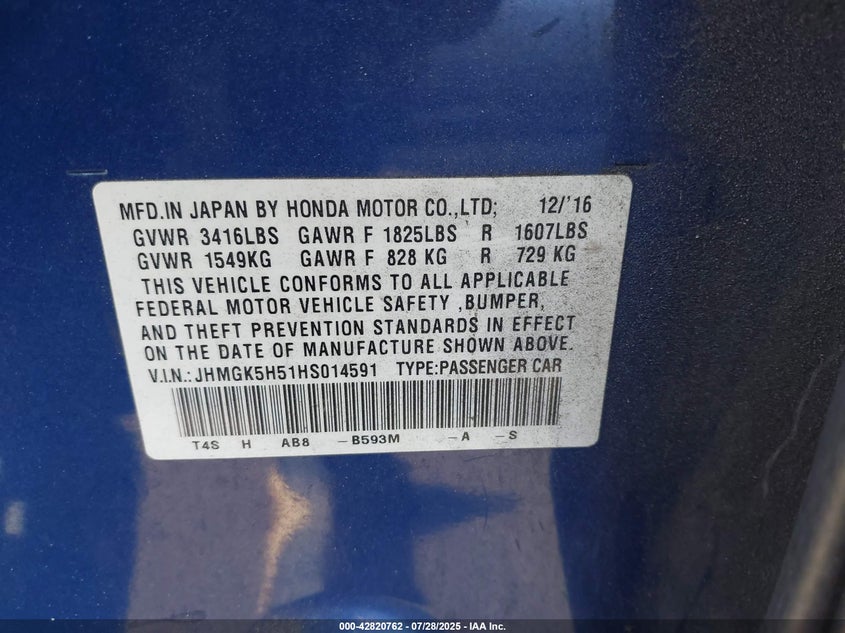 MFD.IN JAPAN BY HONDA MOTOR CO.,LTD; 12/'16
GVWR 3416LBS GAWR F 1825LBS R 1607LBS
GVWR 1549KG GAWR F 828 KG R 729 KG
THIS VEHICLE CONFORMS TO ALL APPLICABLE
FEDERAL MOTOR VEHICLE SAFETY ,BUMPER,
AND THEFT PREVENTION STANDARDS IN EFFECT
ON THE DATE OF MANUFACTURE SHOWN ABOVE.
V.I.N.: JHMGK5H51HS014591 TYPE:PASSENGER CAR
T4S H AB8 -B593M -A -S
000-42820762 - 07/28/2025 - IAA Inc.